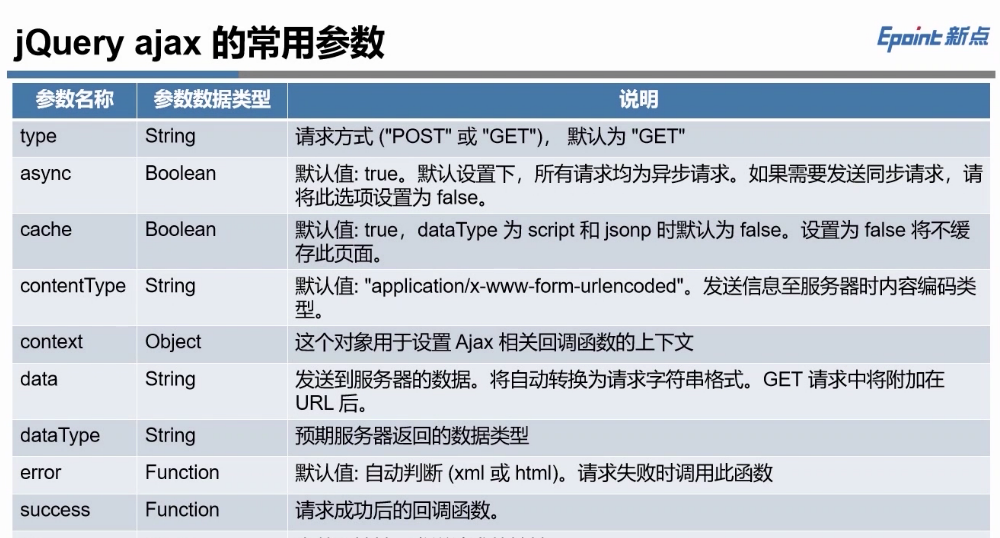 jQuery ajax 的常用参数
Epoint 新点
参数名称 参数数据类型 说明
type String 请求方式 ("POST" 或 "GET")， 默认为 "GET"
async Boolean 默认值: true。默认设置下，所有请求均为异步请求。如果需要发送同步请求，请
将此选项设置为 false。
cache Boolean 默认值: true，dataType 为 script 和 jsonp 时默认为 false。设置为 false 将不缓
存此页面。
contentType String 默认值: "application/x-www-form-urlencoded"。发送信息至服务器时内容编码类
型。
context Object 这个对象用于设置 Ajax 相关回调函数的上下文
data String 发送到服务器的数据。将自动转换为请求字符串格式。GET 请求中将附加在
URL 后。
dataType String 预期服务器返回的数据类型
error Function 默认值: 自动判断 (xml 或 html)。请求失败时调用此函数
success Function 请求成功后的回调函数。